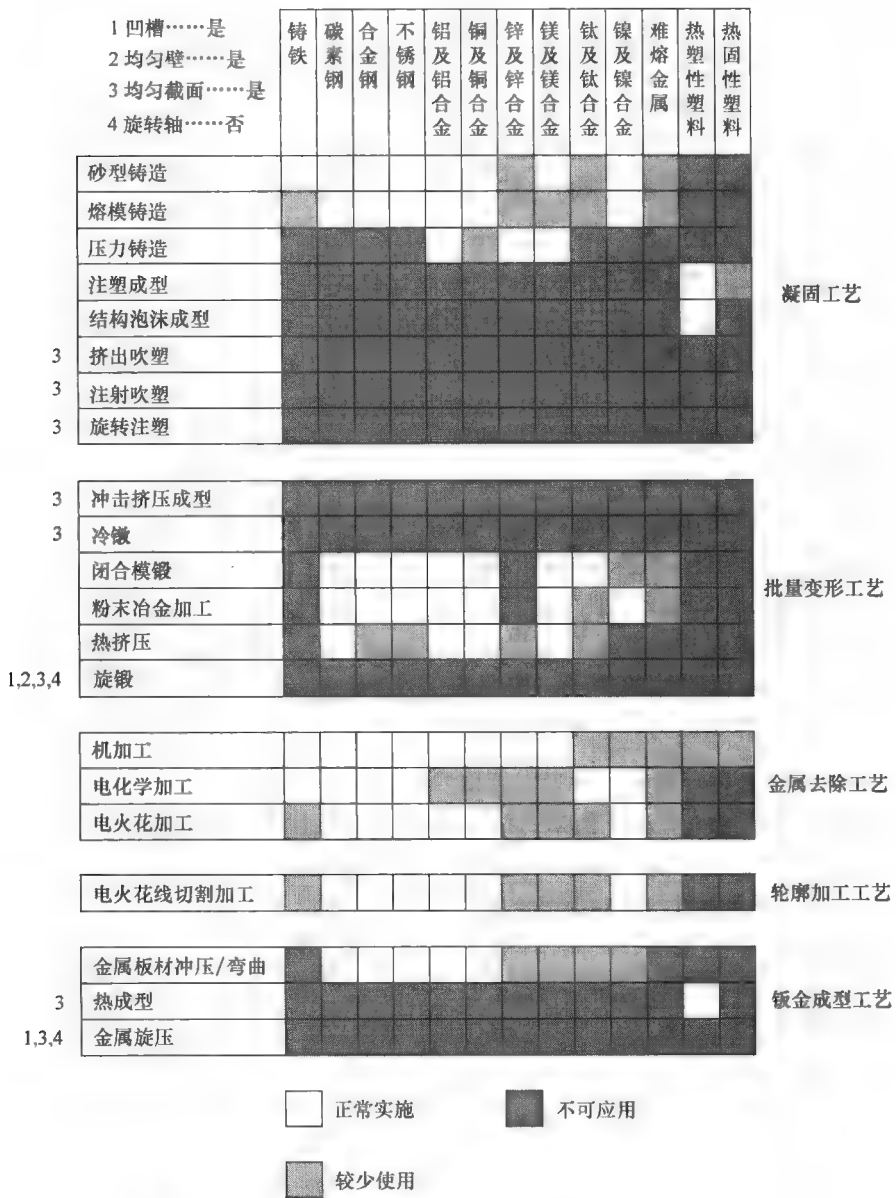 1 凹槽……是
2 均匀壁……是
3 均匀截面……是
4 旋转轴……否
铸铁
碳素钢
合金钢
不锈钢
铝及铝合金
铜及铜合金
锌及锌合金
镁及镁合金
钛及钛合金
镍及镍合金
难熔金属
热塑性塑料
热固性塑料
砂型铸造
熔模铸造
压力铸造
注塑成型
结构泡沫成型
3 挤出吹塑
3 注射吹塑
3 旋转注塑
凝固工艺
3 冲击挤压成型
3 冷镦
闭合模锻
粉末冶金加工
热挤压
1,2,3,4 旋锻
批量变形工艺
机加工
电化学加工
电火花加工
金属去除工艺
电火花线切割加工
轮廓加工工艺
金属板材冲压/弯曲
3 热成型
1,3,4 金属旋压
钣金成型工艺
正常实施
不可应用
较少使用